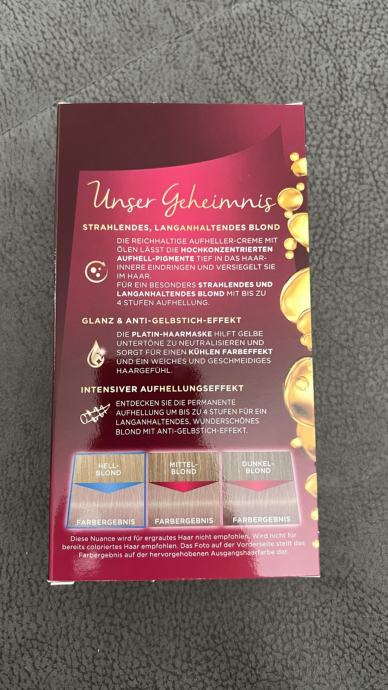 Unser Geheimnis
STRAHLENDES, LANGANHALTENDES BLOND
DIE REICHHALTIGE AUFHELLER-CREME MIT
ÖLEN LÄSST DIE HOCHKONZENTRIERTEN
AUFHELL-PIGMENTE TIEF IN DAS HAAR-
INNERE EINDRINGEN UND VERSIEGELT SIE
IM HAAR.
FÜR EIN BESONDERS STRAHLENDES UND
LANGANHALTENDES BLOND MIT BIS ZU
4 STUFEN AUFHELLUNG.
GLANZ & ANTI-GELBSTICH-EFFEKT
DIE PLATIN-HAARMASKE HILFT GELBE
UNTERTÖNE ZU NEUTRALISIEREN UND
SORGT FÜR EINEN KÜHLEN FARBEFFEKT
UND EIN WEICHES UND GESCHMEIDIGES
HAARGEFÜHL.
INTENSIVER AUFHELLUNGSEFFEKT
ENTDECKEN SIE DIE PERMANENTE
AUFHELLUNG UM BIS ZU 4 STUFEN FÜR EIN
LANGANHALTENDES, WUNDERSCHÖNES
BLOND MIT ANTI-GELBSTICH-EFFEKT.
HELL-
BLOND
FARBERGEBNIS
MITTEL-
BLOND
FARBERGEBNIS
DUNKEL-
BLOND
FARBERGEBNIS
Diese Nuance wird für ergrautes Haar nicht empfohlen. Wird nicht für
bereits coloriertes Haar empfohlen. Das Foto auf der Vorderseite stellt das
Farbergebnis auf der hervorgehobenen Ausgangshaarfarbe dar.